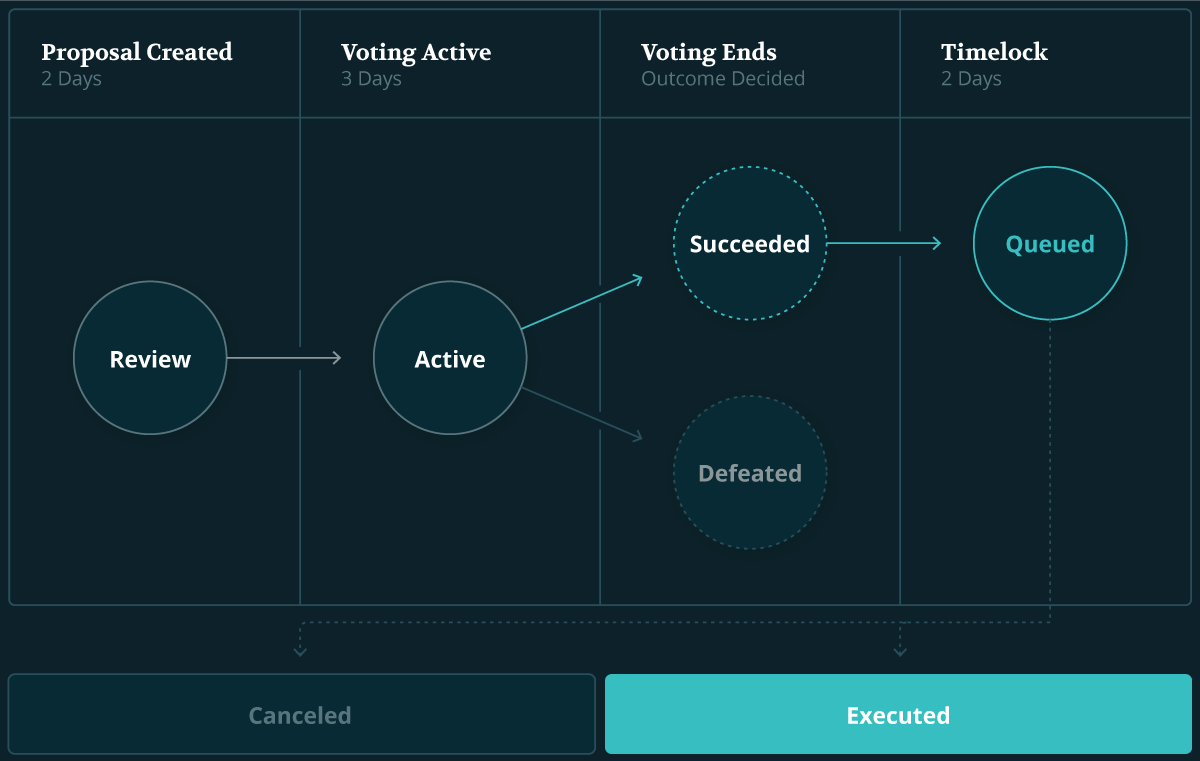 Proposal Created
2 Days
Voting Active
3 Days
Voting Ends
Outcome Decided
Timelock
2 Days
Succeeded
Queued
Review
Active
Defeated
Canceled
Executed